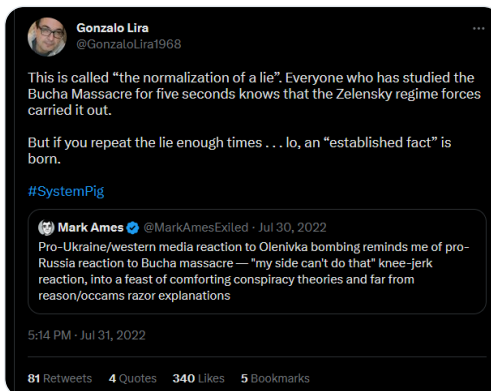 Gonzalo Lira
@GonzaloLira1968
This is called “the normalization of a lie”. Everyone who has studied the
Bucha Massacre for five seconds knows that the Zelensky regime forces
carried it out.
But if you repeat the lie enough times . . . lo, an “established fact” is
born.
#SystemPig
Mark Ames @MarkAmesExiled · Jul 30, 2022
Pro-Ukraine/western media reaction to Olenivka bombing reminds me of pro-
Russia reaction to Bucha massacre — "my side can't do that" knee-jerk
reaction, into a feast of comforting conspiracy theories and far from
reason/occams razor explanations
5:14 PM · Jul 31, 2022
81 Retweets 4 Quotes 340 Likes 5 Bookmarks